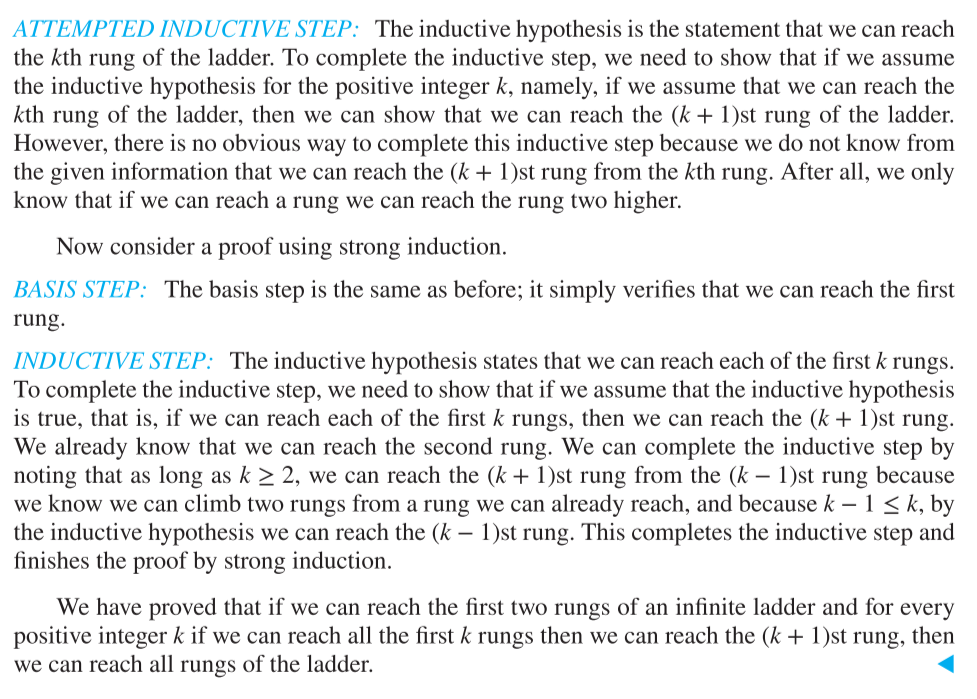 ATTEMPTED INDUCTIVE STEP: The inductive hypothesis is the statement that we can reach
the kth rung of the ladder. To complete the inductive step, we need to show that if we assume
the inductive hypothesis for the positive integer k, namely, if we assume that we can reach the
kth rung of the ladder, then we can show that we can reach the (k + 1)st rung of the ladder.
However, there is no obvious way to complete this inductive step because we do not know from
the given information that we can reach the (k + 1)st rung from the kth rung. After all, we only
know that if we can reach a rung we can reach the rung two higher.
Now consider a proof using strong induction.
BASIS STEP: The basis step is the same as before; it simply verifies that we can reach the first
rung.
INDUCTIVE STEP: The inductive hypothesis states that we can reach each of the first k rungs.
To complete the inductive step, we need to show that if we assume that the inductive hypothesis
is true, that is, if we can reach each of the first k rungs, then we can reach the (k + 1)st rung.
We already know that we can reach the second rung. We can complete the inductive step by
noting that as long as k ≥ 2, we can reach the (k + 1)st rung from the (k − 1)st rung because
we know we can climb two rungs from a rung we can already reach, and because k − 1 ≤ k, by
the inductive hypothesis we can reach the (k − 1)st rung. This completes the inductive step and
finishes the proof by strong induction.
We have proved that if we can reach the first two rungs of an infinite ladder and for every
positive integer k if we can reach all the first k rungs then we can reach the (k + 1)st rung, then
we can reach all rungs of the ladder.